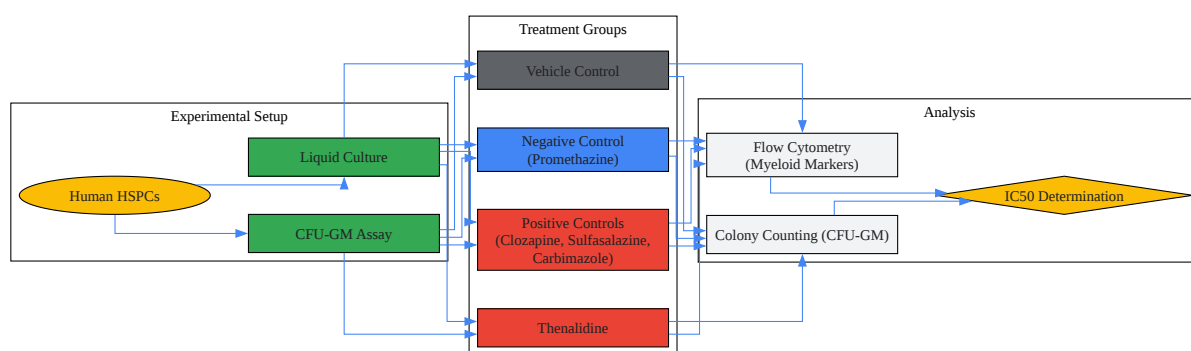 Treatment Groups
Vehicle Control
Experimental Setup
Analysis
Liquid Culture
Negative Control
(Promethazine)
Flow Cytometry
(Myeloid Markers)
Human HSPCs
IC50 Determination
CFU-GM Assay
Positive Controls
(Clozapine, Sulfasalazine,
Carbimazole)
Colony Counting (CFU-GM)
Thenalidine